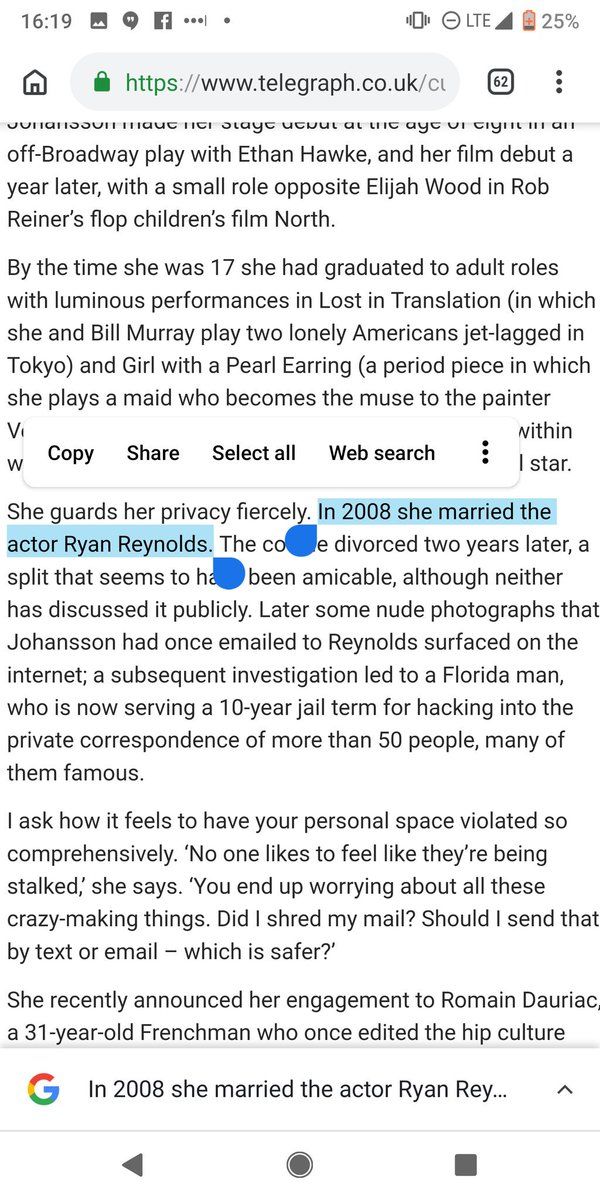 16:19 LTE 25%
https://www.telegraph.co.uk/cu 62
Johansson made her stage debut at the age of eight in an
off-Broadway play with Ethan Hawke, and her film debut a
year later, with a small role opposite Elijah Wood in Rob
Reiner’s flop children’s film North.
By the time she was 17 she had graduated to adult roles
with luminous performances in Lost in Translation (in which
she and Bill Murray play two lonely Americans jet-lagged in
Tokyo) and Girl with a Pearl Earring (a period piece in which
she plays a maid who becomes the muse to the painter
within
star.
Copy Share Select all Web search
She guards her privacy fiercely. In 2008 she married the
actor Ryan Reynolds. The divorced two years later, a
split that seems to been amicable, although neither
has discussed it publicly. Later some nude photographs that
Johansson had once emailed to Reynolds surfaced on the
internet; a subsequent investigation led to a Florida man,
who is now serving a 10-year jail term for hacking into the
private correspondence of more than 50 people, many of
them famous.
I ask how it feels to have your personal space violated so
comprehensively. ‘No one likes to feel like they’re being
stalked,’ she says. ‘You end up worrying about all these
crazy-making things. Did I shred my mail? Should I send that
by text or email – which is safer?’
She recently announced her engagement to Romain Dauriac,
a 31-year-old Frenchman who once edited the hip culture
In 2008 she married the actor Ryan Rey...